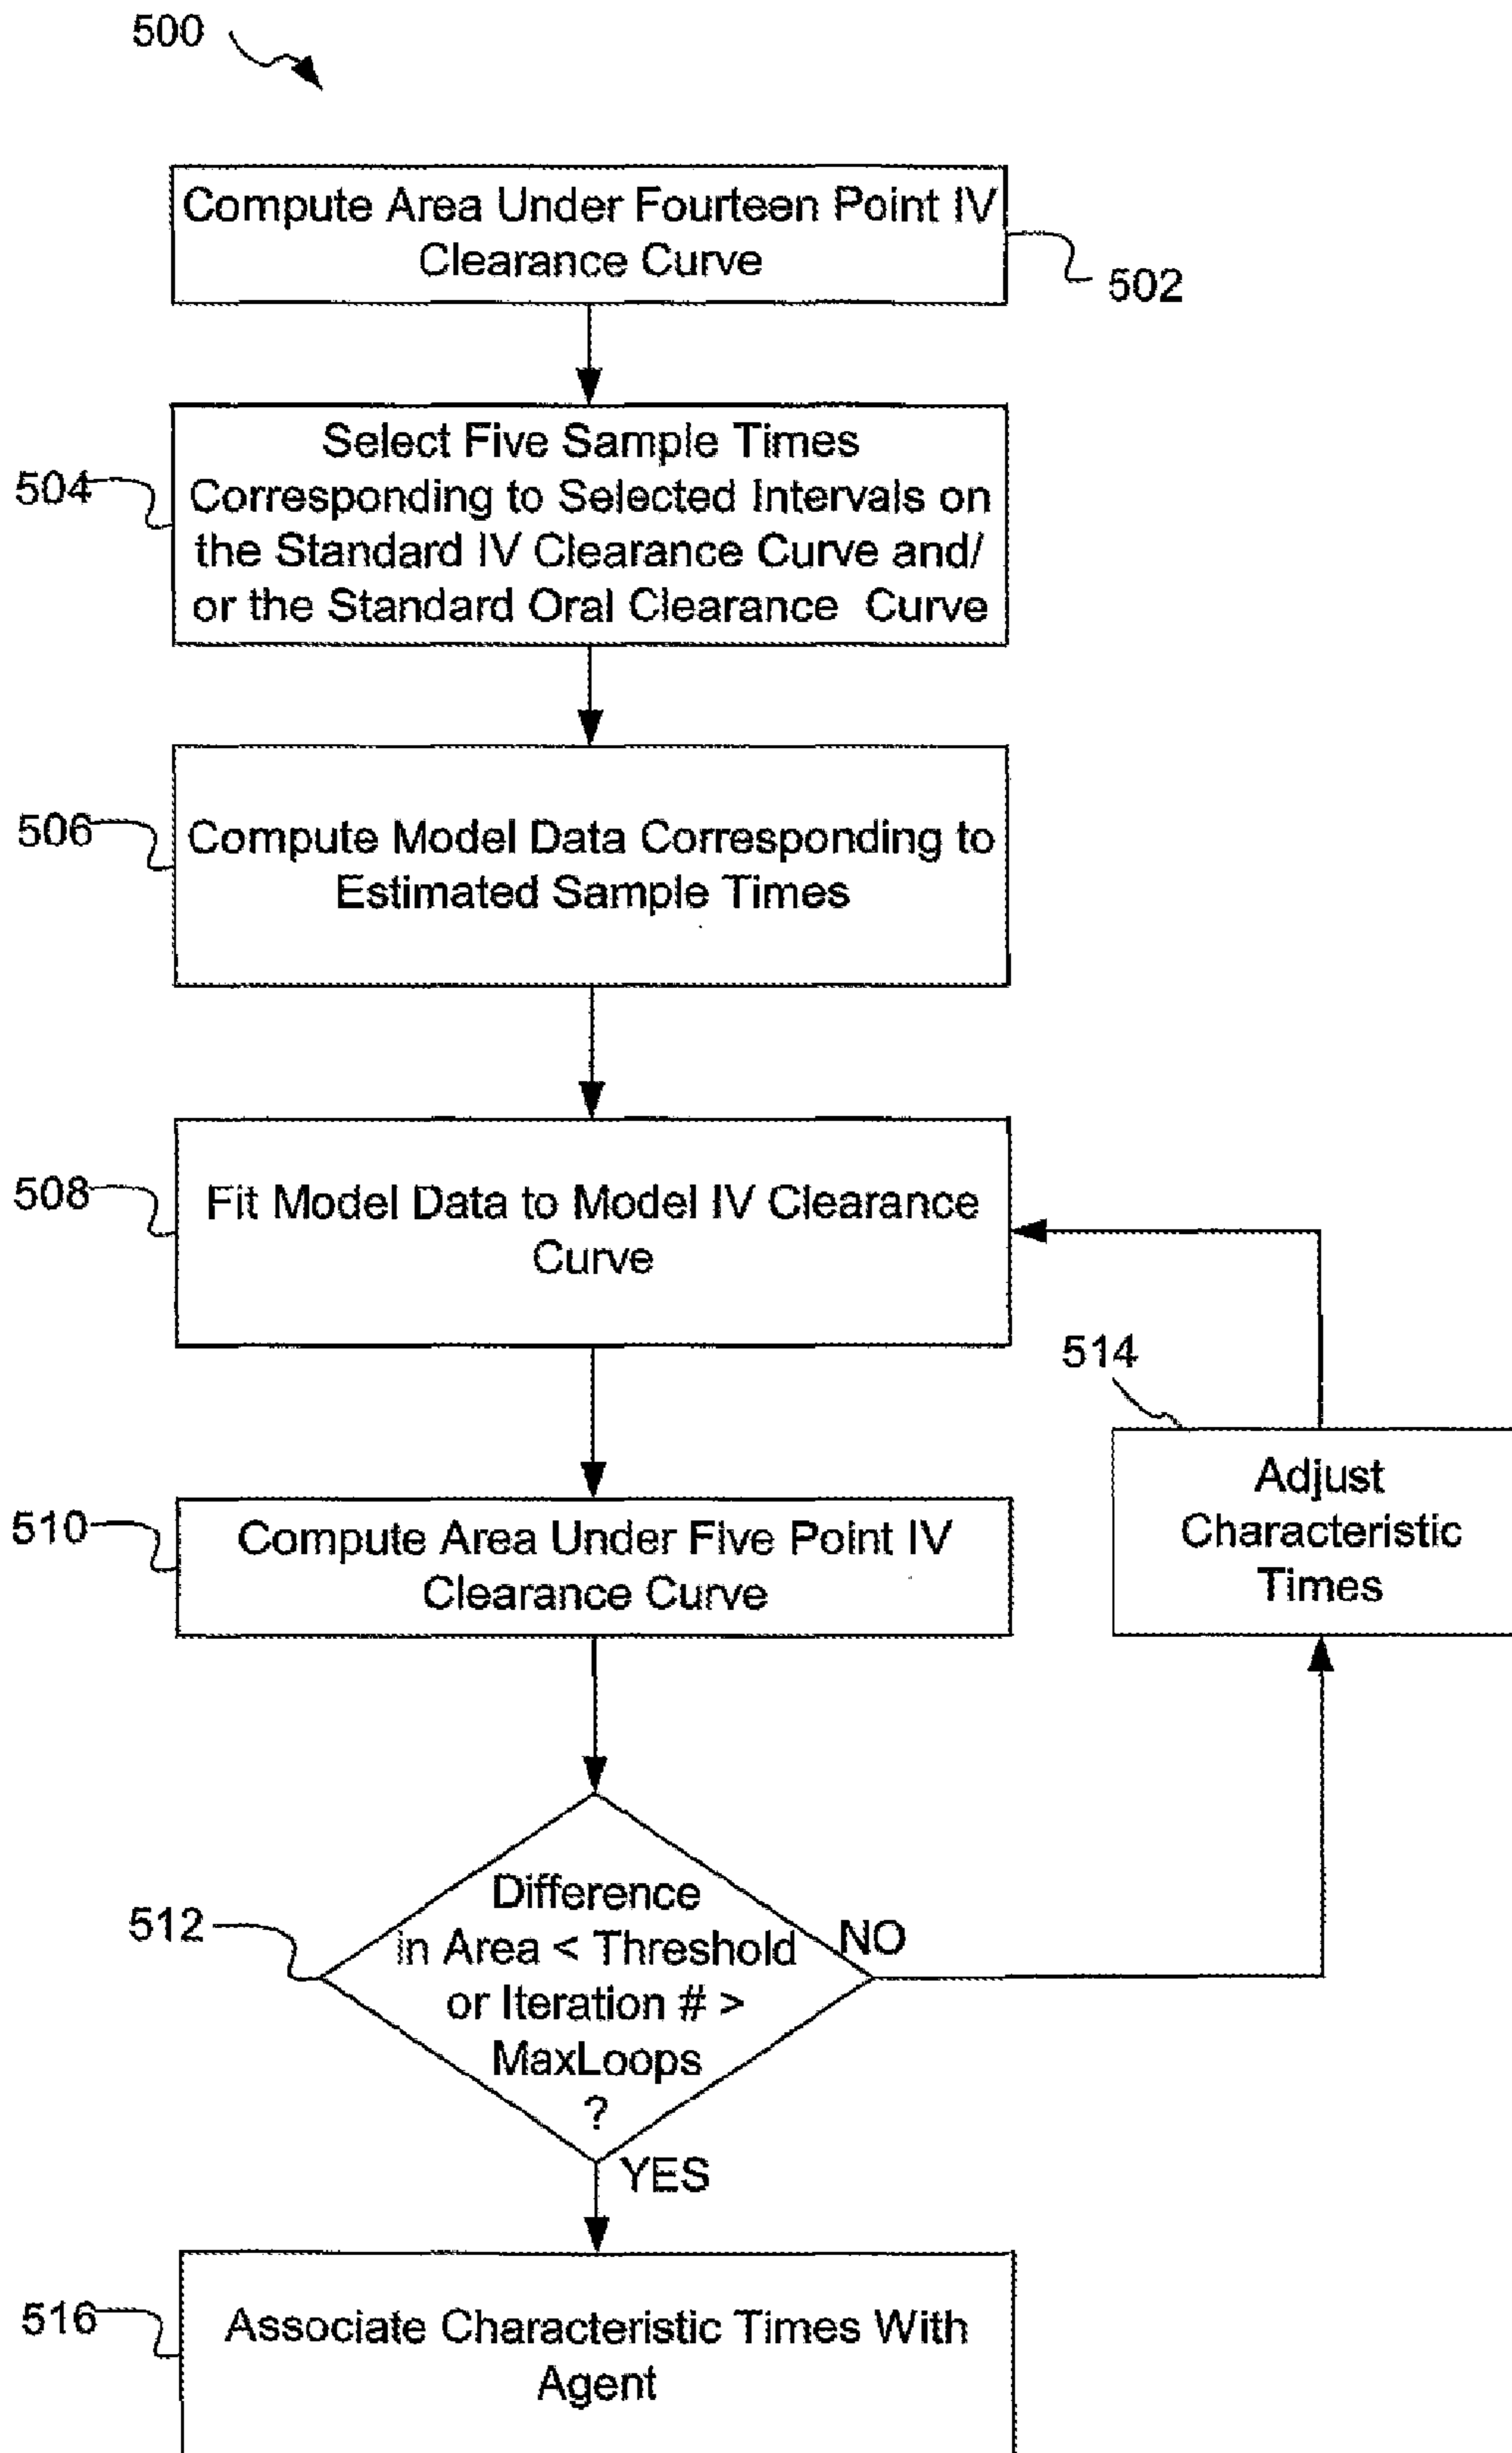 500
Compute Area Under Fourteen Point IV
Clearance Curve
502
Select Five Sample Times
Corresponding to Selected Intervals on
the Standard IV Clearance Curve and/
or the Standard Oral Clearance Curve
504
Compute Model Data Corresponding to
Estimated Sample Times
506
Fit Model Data to Model IV Clearance
Curve
508
514
Adjust
Characteristic
Times
Compute Area Under Five Point IV
Clearance Curve
510
Difference
in Area < Threshold
or Iteration # >
MaxLoops
?
512
NO
YES
Associate Characteristic Times With
Agent
516